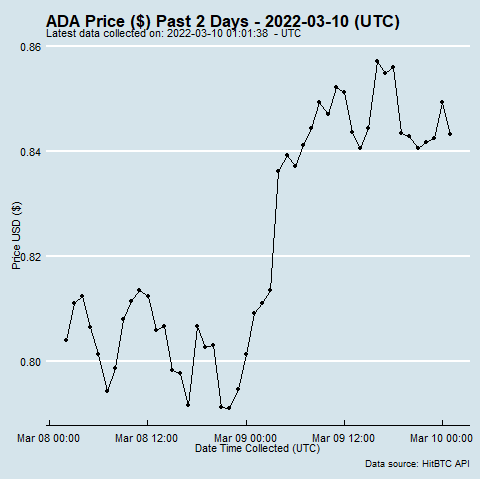 ADA Price ($) Past 2 Days - 2022-03-10 (UTC)
Latest data collected on: 2022-03-10 01:01:38  - UTC
0.86
0.84
0.82
0.80
Price USD ($)
Mar 08 00:00
Mar 08 12:00
Mar 09 00:00
Mar 09 12:00
Mar 10 00:00
Date Time Collected (UTC)
Data source: HitBTC API